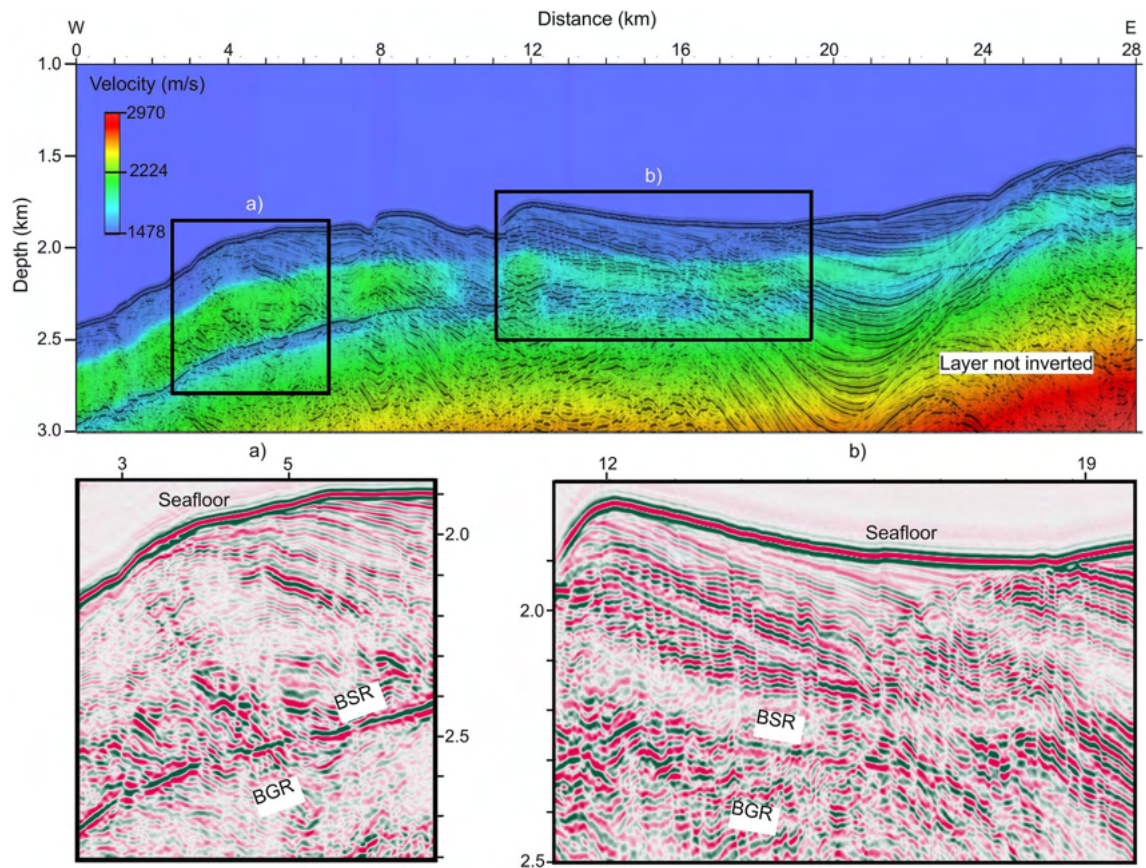 Distance (km)
W E
0 4 8 12 16 20 24 28
Velocity (m/s)
2970
2224
1478
Depth (km)
1.0
1.5
2.0
2.5
3.0
a)
b)
Layer not inverted
a)
3 5
Seafloor
BSR
BGR
2.0
2.5
b)
12 19
Seafloor
BSR
BGR
2.0
2.5